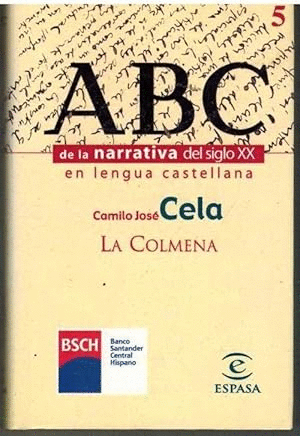 5
ABC
de la narrativa del siglo XX
en lengua castellana
Camilo José Cela
LA COLMENA
BSCH
Banco
Santander
Central
Hispano
e
ESPASA